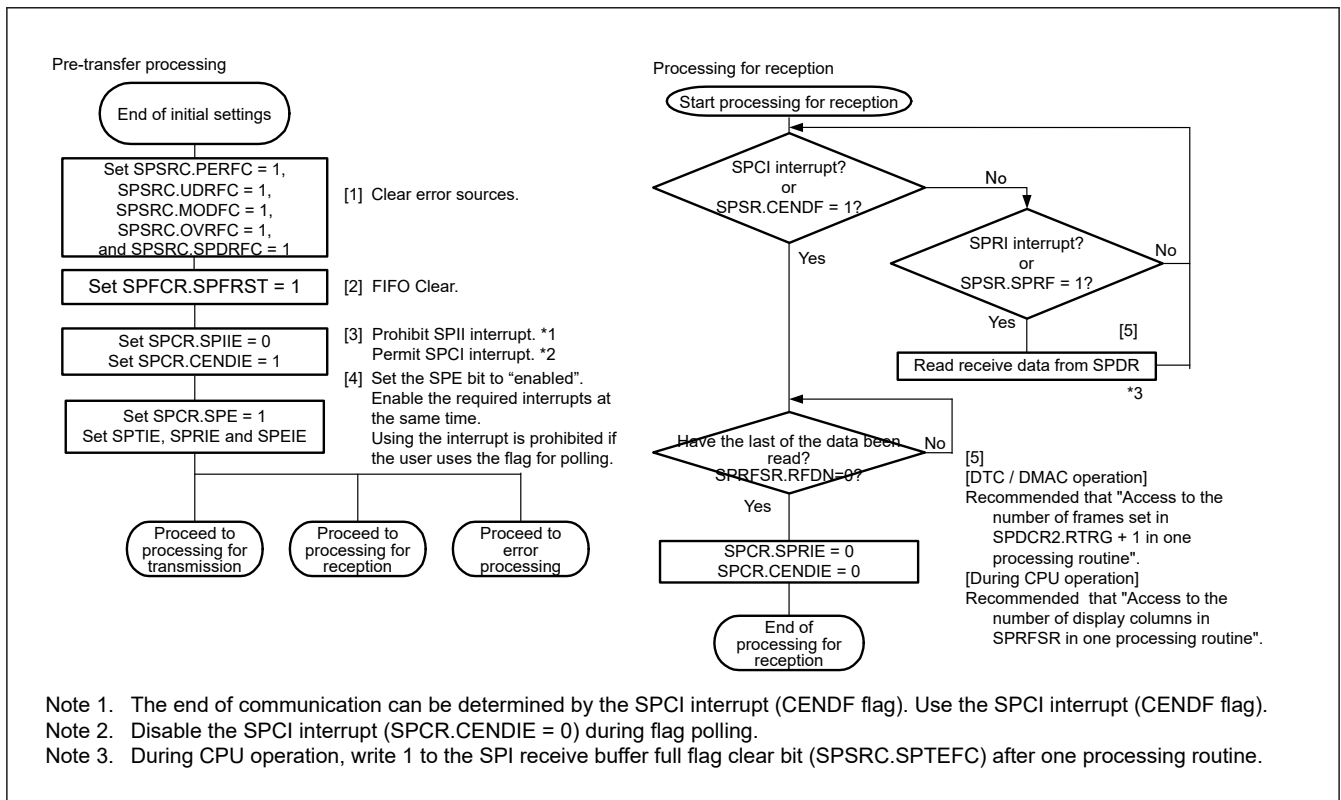 Pre-transfer processing
End of initial settings
Set SPSRC.PERFC = 1,
SPSRC.UDRFC = 1,
SPSRC.MODFC = 1,
SPSRC.OVRFC = 1,
and SPSRC.SPDRFC = 1
[1] Clear error sources.
Set SPFCR.SPFRST = 1
[2] FIFO Clear.
Set SPCR.SPIIE = 0
Set SPCR.CENDIE = 1
[3] Prohibit SPII interrupt. *1
Permit SPCI interrupt. *2
[4] Set the SPE bit to “enabled”.
Enable the required interrupts at
the same time.
Using the interrupt is prohibited if
the user uses the flag for polling.
Set SPCR.SPE = 1
Set SPTIE, SPRIE and SPEIE
Proceed to
processing for
transmission
Proceed to
processing for
reception
Proceed to
error
processing
Processing for reception
Start processing for reception
SPCI interrupt?
or
SPSR.CENDF = 1?
No
Yes
SPRI interrupt?
or
SPSR.SPRF = 1?
No
Yes
[5]
Read receive data from SPDR
*3
Have the last of the data been
read?
SPRFSR.RFDN=0?
No
Yes
SPCR.SPRIE = 0
SPCR.CENDIE = 0
End of
processing for
reception
[5]
[DTC / DMAC operation]
Recommended that "Access to the
number of frames set in
SPDCR2.RTRG + 1 in one
processing routine".
[During CPU operation]
Recommended that "Access to the
number of display columns in
SPRFSR in one processing routine".
Note 1. The end of communication can be determined by the SPCI interrupt (CENDF flag). Use the SPCI interrupt (CENDF flag).
Note 2. Disable the SPCI interrupt (SPCR.CENDIE = 0) during flag polling.
Note 3. During CPU operation, write 1 to the SPI receive buffer full flag clear bit (SPSRC.SPTEFC) after one processing routine.